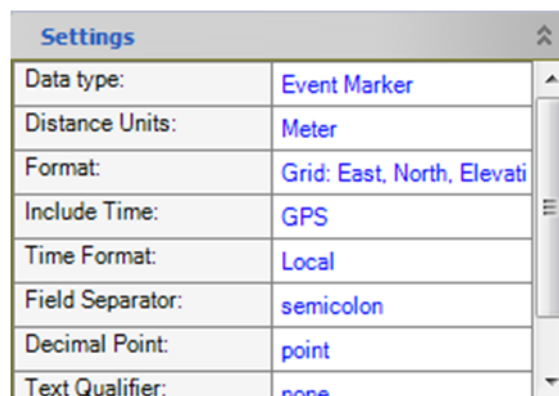 Settings
Data type: Event Marker
Distance Units: Meter
Format: Grid: East, North, Elevati
Include Time: GPS
Time Format: Local
Field Separator: semicolon
Decimal Point: point
Text Qualifier: none